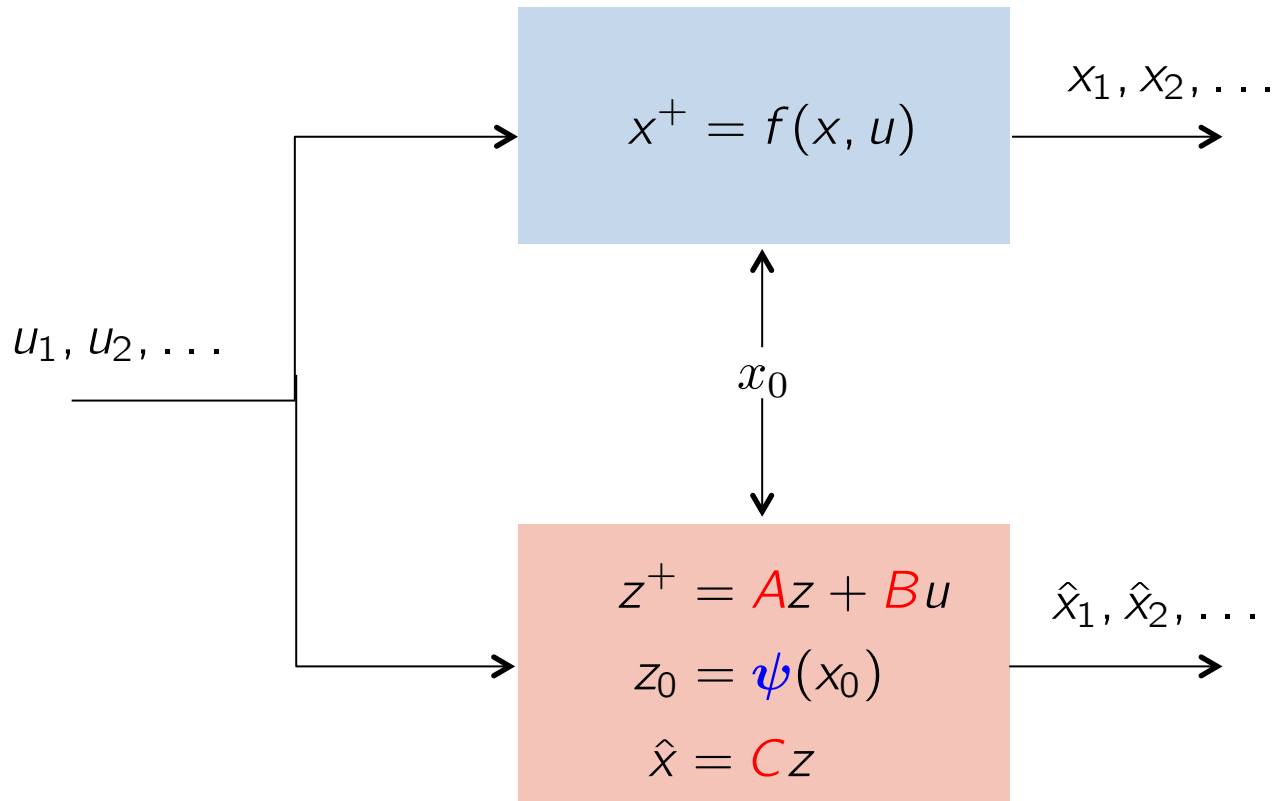 x⁺ = f(x, u)
x₁, x₂, . . .
u₁, u₂, . . .
x₀
z⁺ = Az + Bu
z₀ = ψ(x₀)
x̂ = Cz
x̂₁, x̂₂, . . .